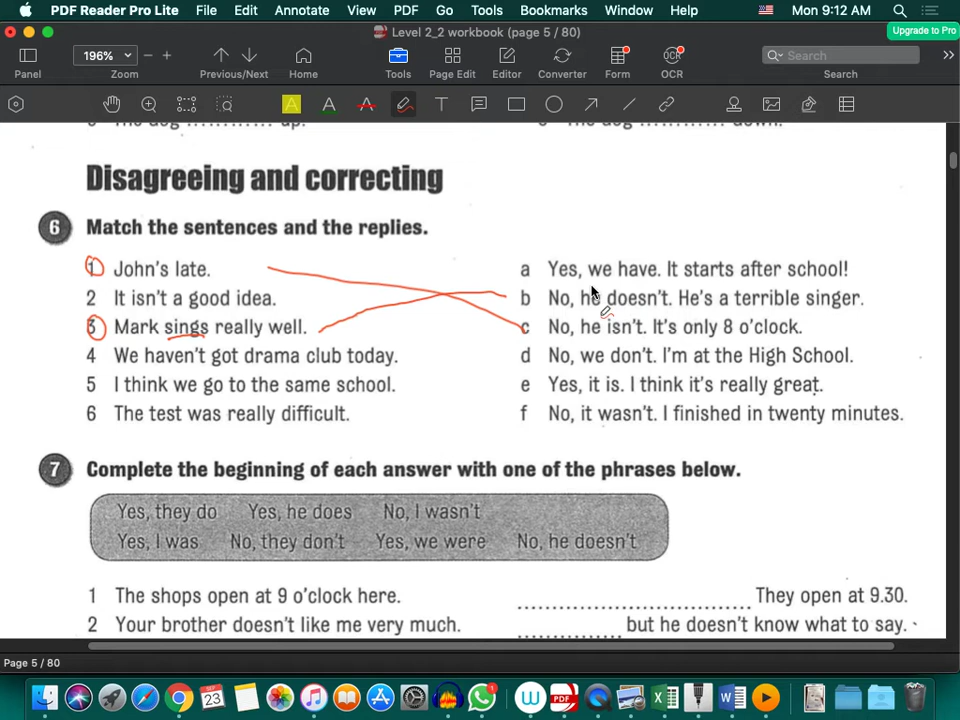 PDF Reader Pro Lite File Edit Annotate View PDF Go Tools Bookmarks Window Help Mon 9:12 AM
Level 2_2 workbook (page 5 / 80)
Upgrade to Pro
196%
Search
Panel Zoom Previous/Next Home Tools Page Edit Editor Converter Form OCR Search
Disagreeing and correcting
6 Match the sentences and the replies.
1 John's late. a Yes, we have. It starts after school!
2 It isn't a good idea. b No, he doesn't. He's a terrible singer.
3 Mark sings really well. c No, he isn't. It's only 8 o'clock.
4 We haven't got drama club today. d No, we don't. I'm at the High School.
5 I think we go to the same school. e Yes, it is. I think it's really great.
6 The test was really difficult. f No, it wasn't. I finished in twenty minutes.
7 Complete the beginning of each answer with one of the phrases below.
Yes, they do Yes, he does No, I wasn't
Yes, I was No, they don't Yes, we were No, he doesn't
1 The shops open at 9 o'clock here. .................................. They open at 9.30.
2 Your brother doesn't like me very much. ............... but he doesn't know what to say.
Page 5 / 80